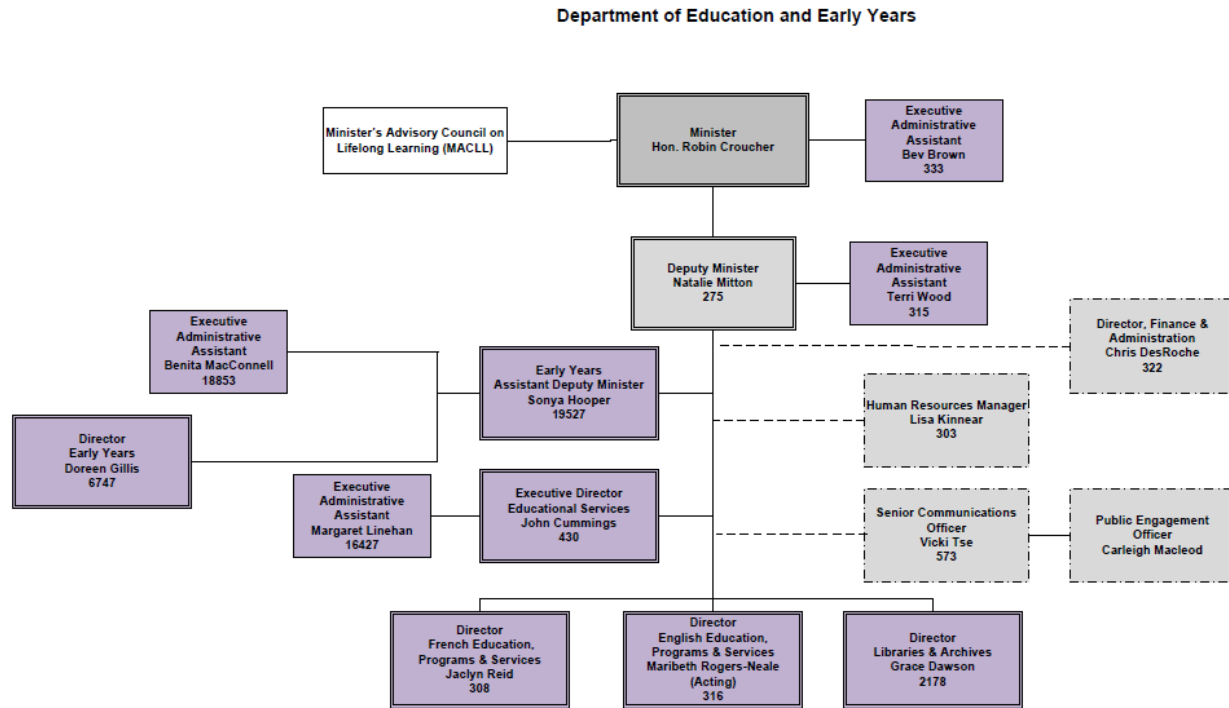 Department of Education and Early Years
Minister's Advisory Council on
Lifelong Learning (MACLL)
Minister
Hon. Robin Croucher
Executive
Administrative
Assistant
Bev Brown
333
Deputy Minister
Natalie Mitton
275
Executive
Administrative
Assistant
Terri Wood
315
Director, Finance &
Administration
Chris DesRoche
322
Executive
Administrative
Assistant
Benita MacConnell
18853
Early Years
Assistant Deputy Minister
Sonya Hooper
19527
Human Resources Manager
Lisa Kinnear
303
Director
Early Years
Doreen Gillis
6747
Executive
Administrative
Assistant
Margaret Linehan
16427
Executive Director
Educational Services
John Cummings
430
Senior Communications
Officer
Vicki Tse
573
Public Engagement
Officer
Carleigh Macleod
Director
French Education,
Programs & Services
Jaclyn Reid
308
Director
English Education,
Programs & Services
Maribeth Rogers-Neale
(Acting)
316
Director
Libraries & Archives
Grace Dawson
2178